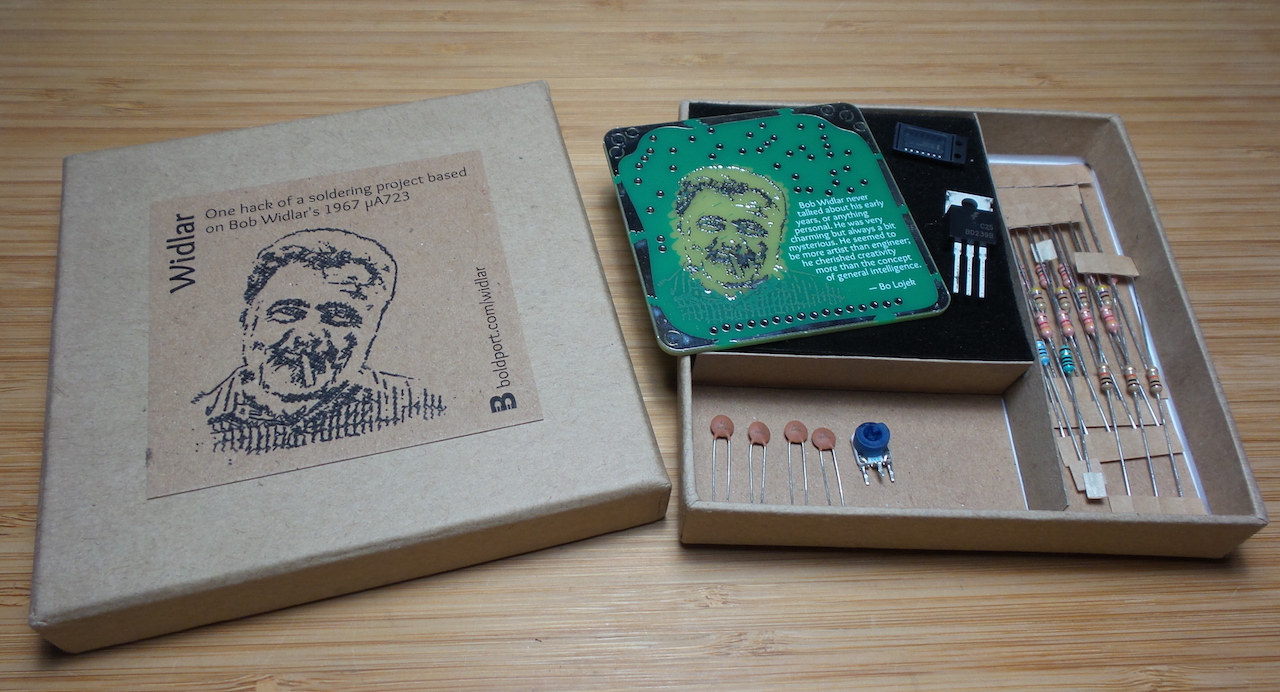 Widlar
One hack of a soldering project based
on Bob Widlar's 1967 µA723
B boldport.com/widlar
Bob Widlar never
talked about his early
years, or anything
personal. He was very
charming but always a bit
mysterious. He seemed to
be more artist than engineer;
he cherished creativity
more than the concept
of general intelligence.
— Bo Lojek
C25
BD239B